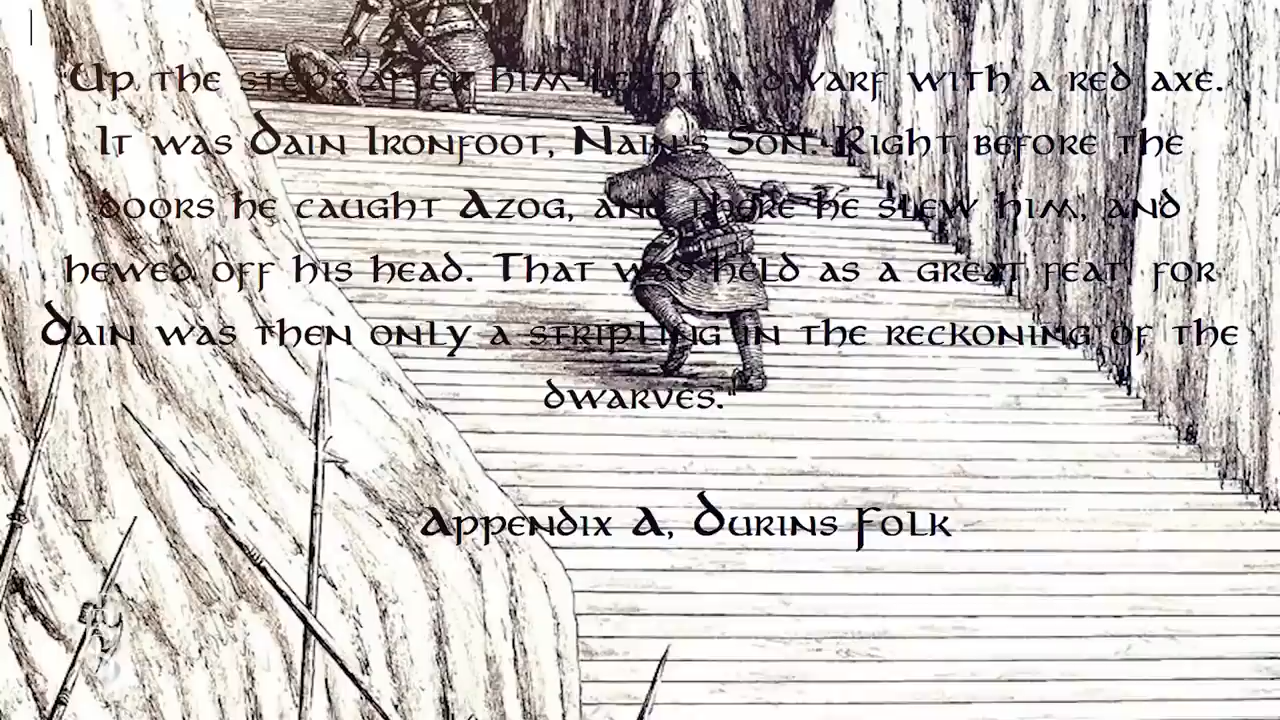 Up the steps after him leapt a dwarf with a red axe.
It was Dain Ironfoot, Nain's Son. Right before the
doors he caught Azog, and there he slew him, and
hewed off his head. That was held as a great feat, for
Dain was then only a stripling in the reckoning of the
dwarves."
Appendix A, Durins Folk